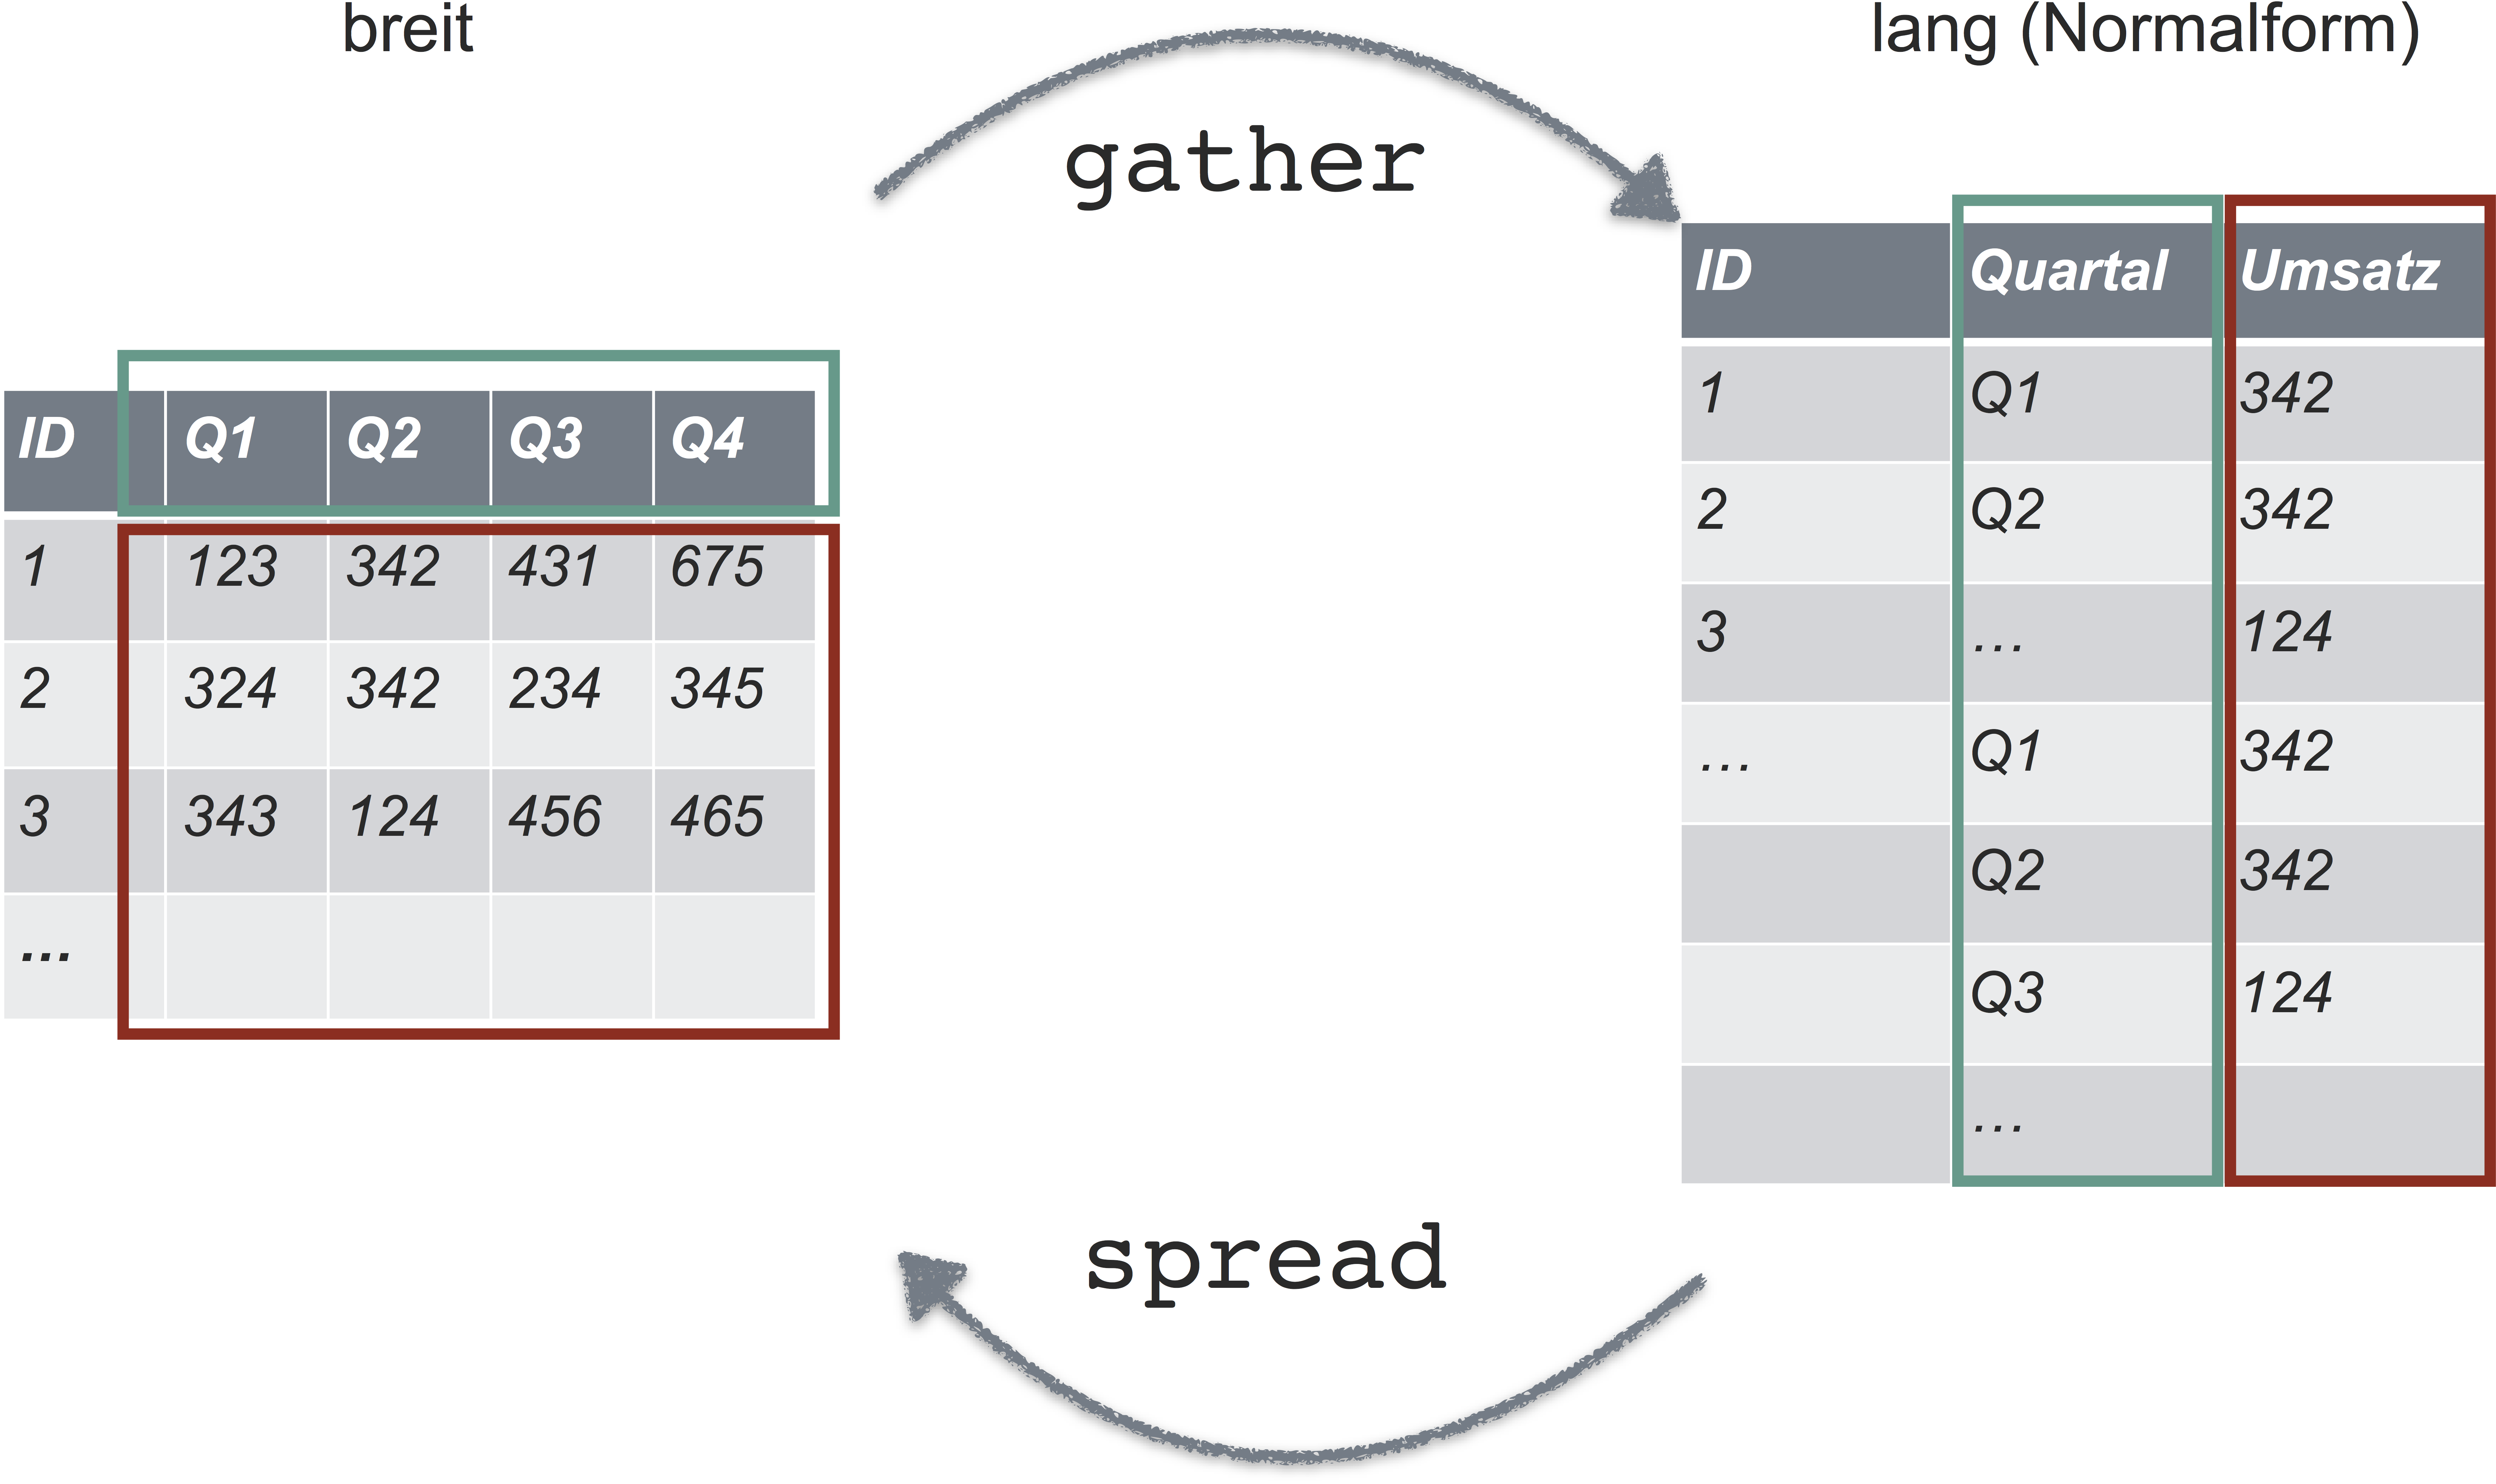 breit
lang (Normalform)
gather
ID Q1 Q2 Q3 Q4
1 123 342 431 675
2 324 342 234 345
3 343 124 456 465
...
ID Quartal Umsatz
1 Q1 342
2 Q2 342
3 … 124
… Q1 342
Q2 342
Q3 124
…
spread